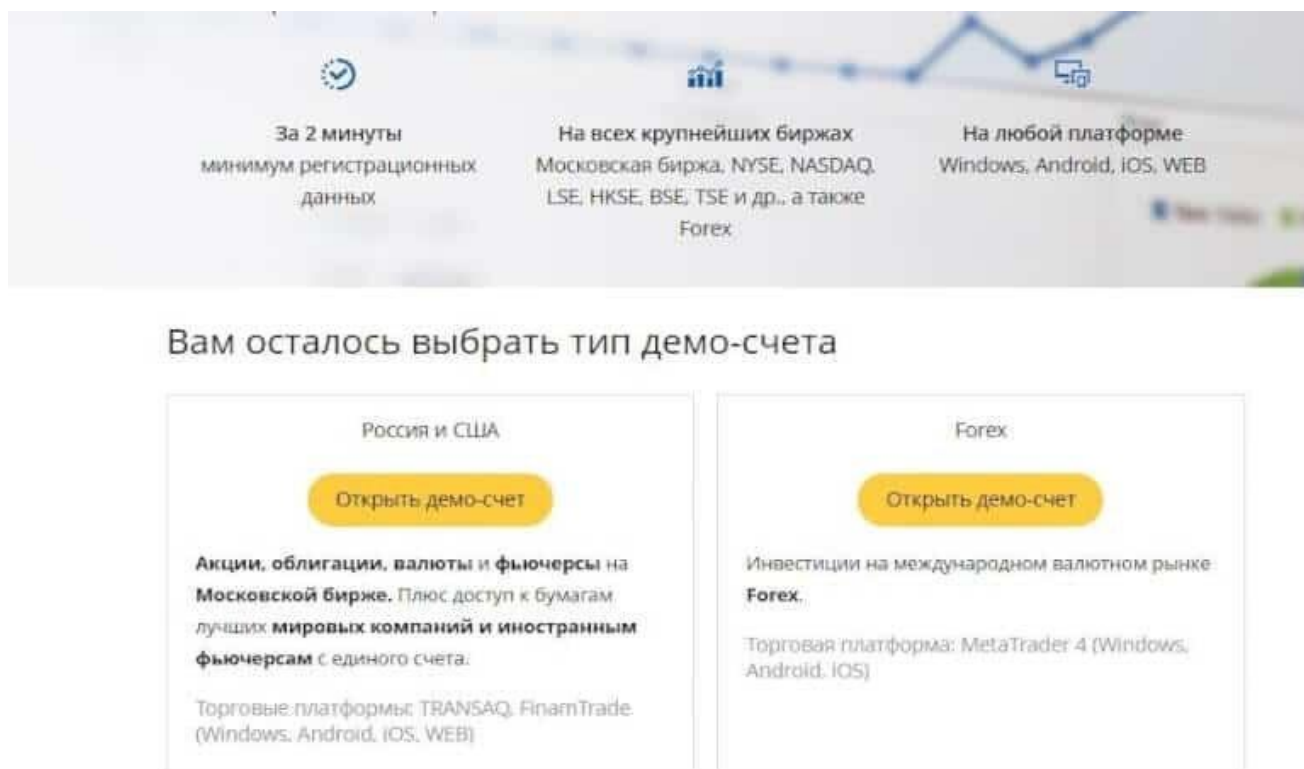 За 2 минуты
минимум регистрационных
данных
На всех крупнейших биржах
Московская биржа, NYSE, NASDAQ,
LSE, HKSE, BSE, TSE и др., а также
Forex
На любой платформе
Windows, Android, iOS, WEB
Вам осталось выбрать тип демо-счета
Россия и США
Открыть демо-счет
Акции, облигации, валюты и фьючерсы на
Московской бирже. Плюс доступ к бумагам
лучших мировых компаний и иностранным
фьючерсам с единого счета.
Торговые платформы: TRANSAQ, FinamTrade
(Windows, Android, iOS, WEB)
Forex
Открыть демо-счет
Инвестиции на международном валютном рынке
Forex.
Торговая платформа: MetaTrader 4 (Windows,
Android, iOS)